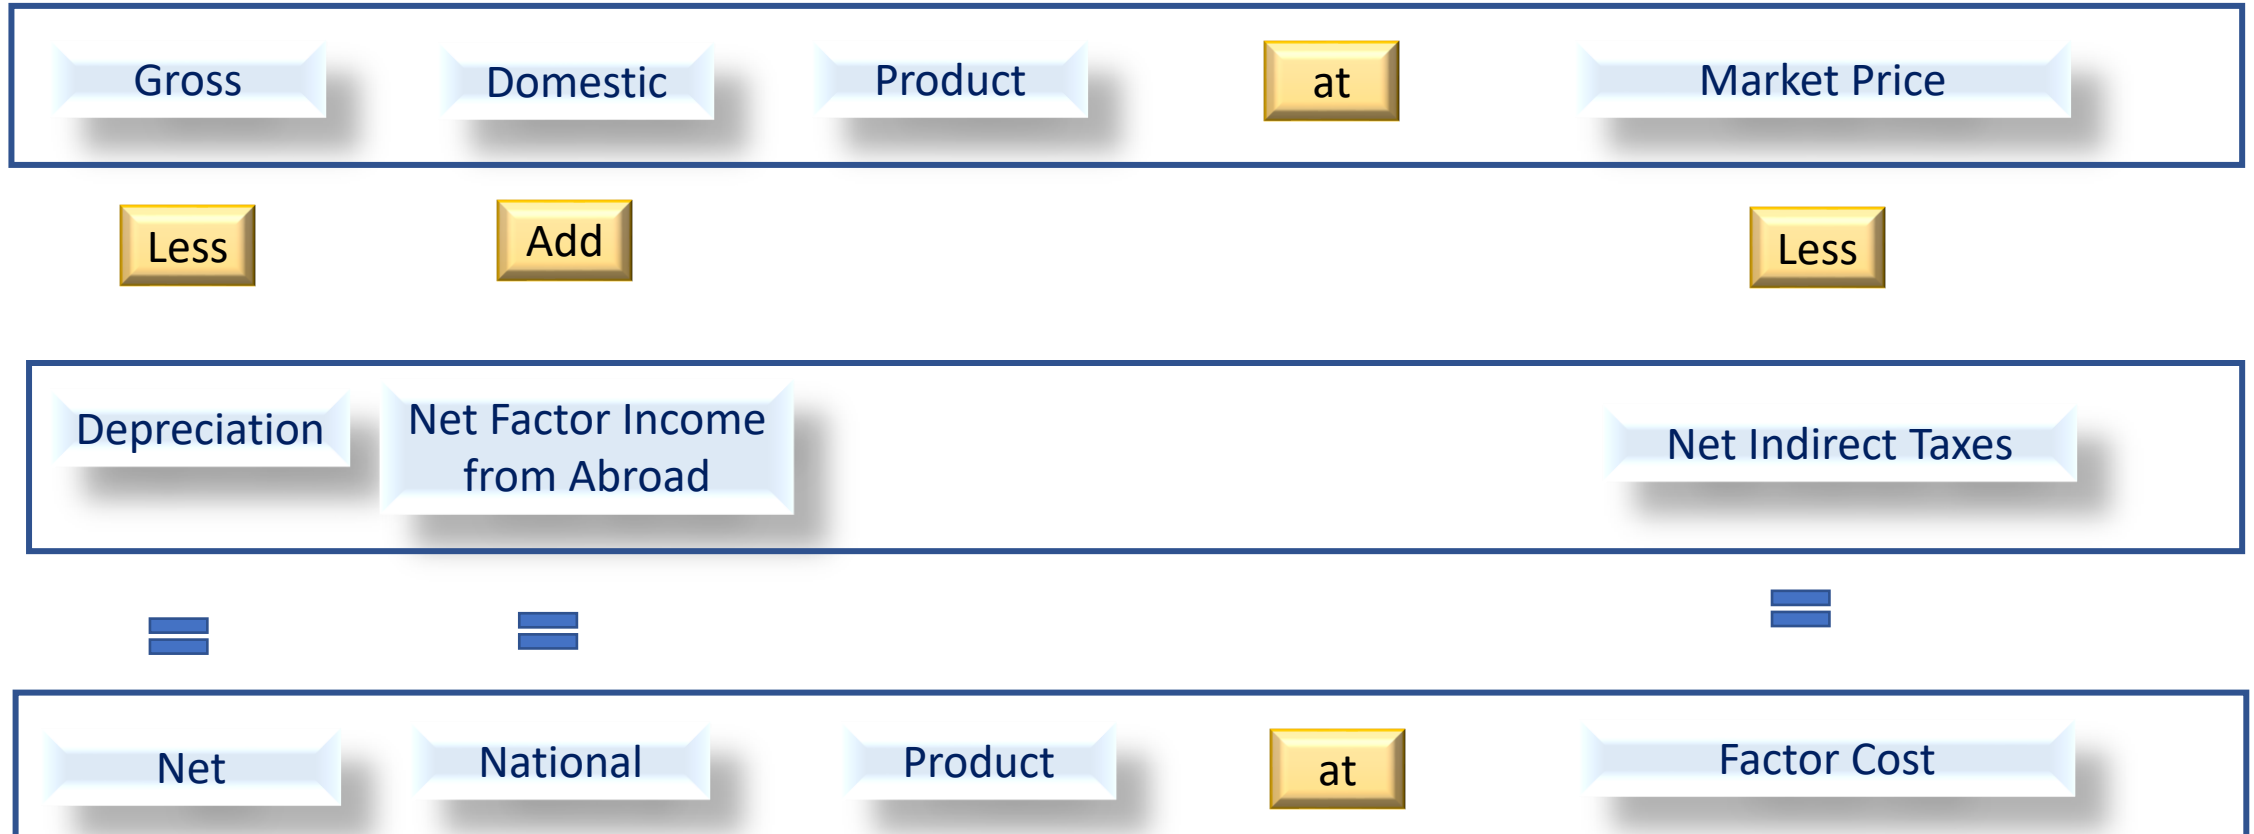 Gross Domestic Product at Market Price
Less Add Less
Depreciation Net Factor Income
from Abroad Net Indirect Taxes
Net National Product at Factor Cost